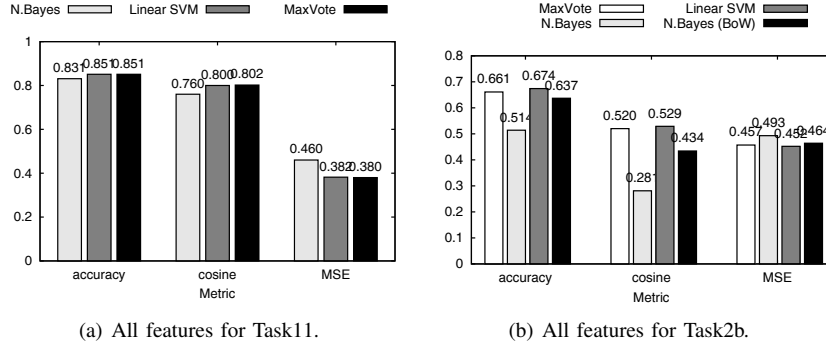 N.Bayes Linear SVM MaxVote
1
0.8
0.6
0.4
0.2
0
0.831 0.851 0.851
0.760 0.800 0.802
0.460 0.382 0.380
accuracy cosine MSE
Metric
(a) All features for Task11.
MaxVote Linear SVM
N.Bayes N.Bayes (BoW)
0.8
0.7
0.6
0.5
0.4
0.3
0.2
0.1
0
0.661 0.514 0.674 0.637
0.520 0.281 0.529 0.434
0.457 0.493 0.452 0.464
accuracy cosine MSE
Metric
(b) All features for Task2b.